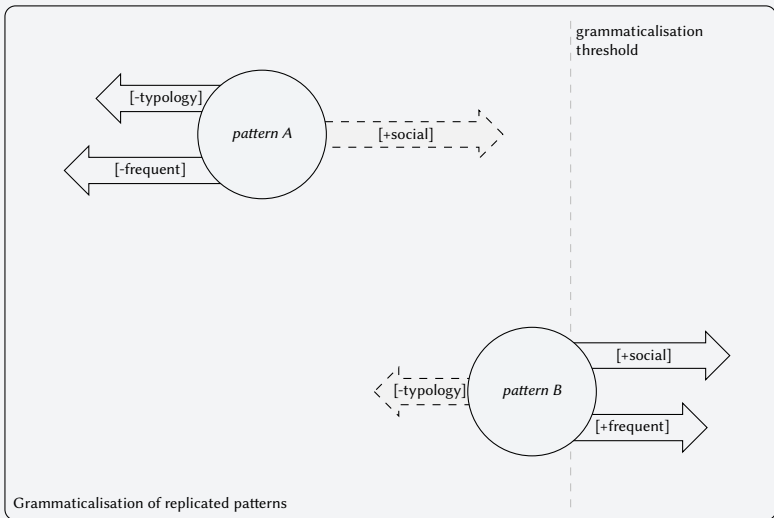 grammaticalisation
threshold
[-typology]
pattern A
[+social]
[-frequent]
[+social]
[-typology]
pattern B
[+frequent]
Grammaticalisation of replicated patterns